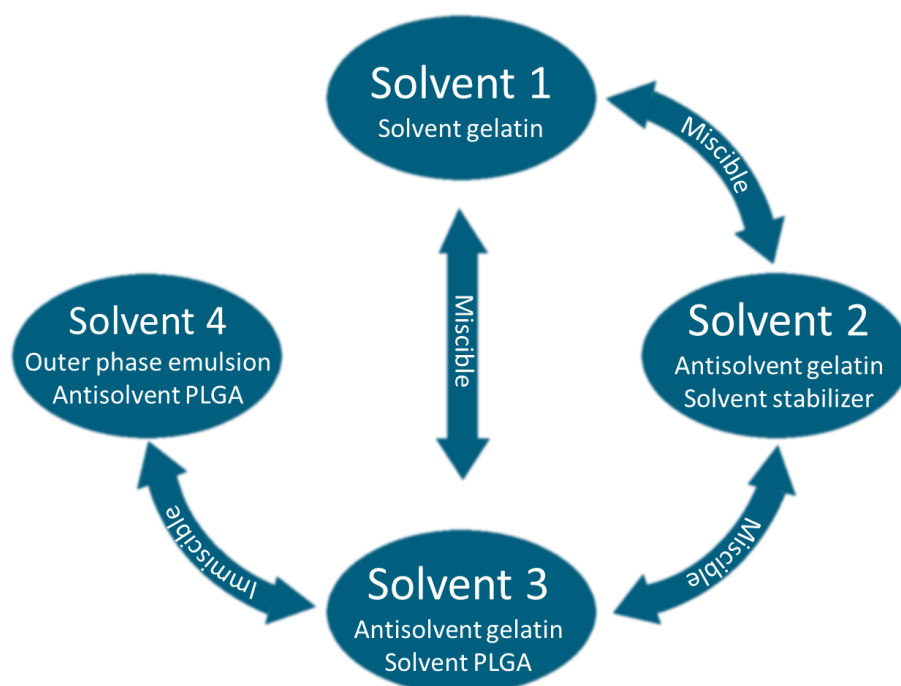 Solvent 1
Solvent gelatin
Miscible
Miscible
Solvent 4
Outer phase emulsion
Antisolvent PLGA
Solvent 2
Antisolvent gelatin
Solvent stabilizer
Immiscible
Miscible
Solvent 3
Antisolvent gelatin
Solvent PLGA